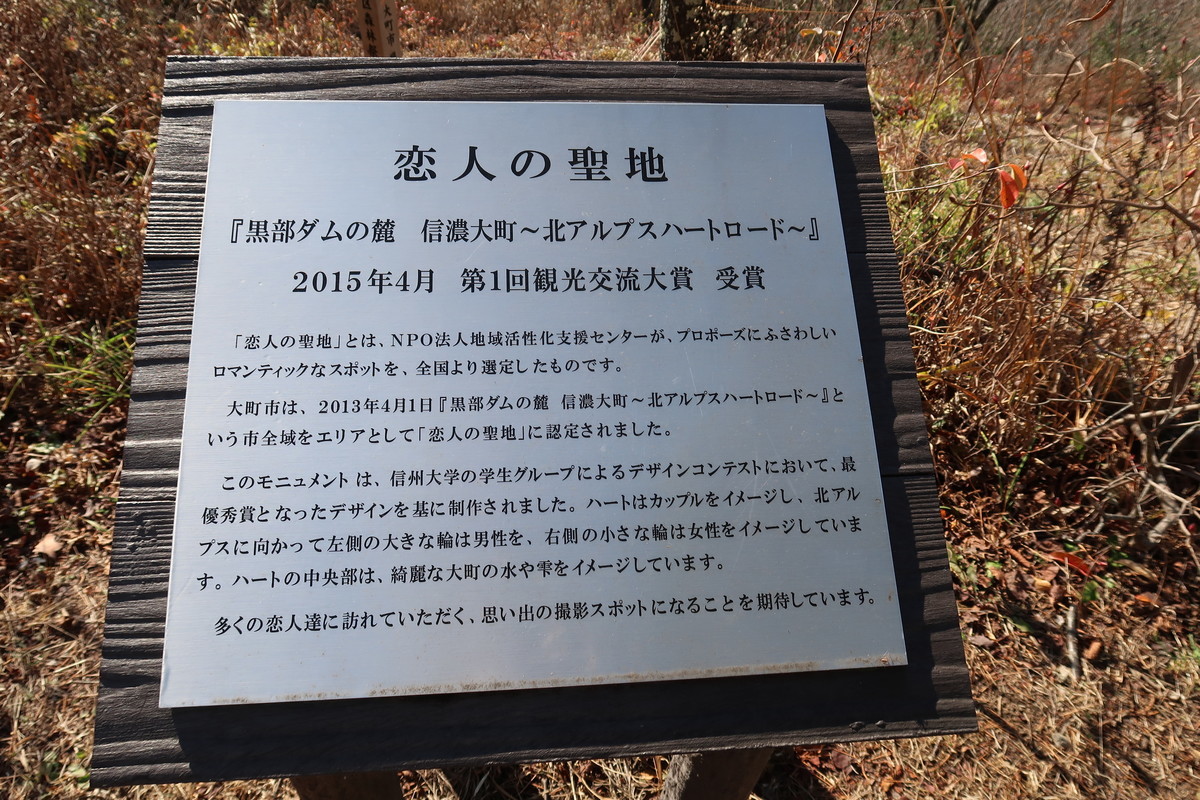 恋人の聖地
『黒部ダムの麓　信濃大町～北アルプスハートロード～』
2015年4月　第1回観光交流大賞　受賞
「恋人の聖地」とは、NPO法人地域活性化支援センターが、プロポーズにふさわしい
ロマンティックなスポットを、全国より選定したものです。
大町市は、2013年4月1日『黒部ダムの麓 信濃大町～北アルプスハートロード～』と
いう市全域をエリアとして「恋人の聖地」に認定されました。
このモニュメントは、信州大学の学生グループによるデザインコンテストにおいて、最
優秀賞となったデザインを基に制作されました。ハートはカップルをイメージし、北アル
プスに向かって左側の大きな輪は男性を、右側の小さな輪は女性をイメージしていま
す。ハートの中央部は、綺麗な大町の水や雫をイメージしています。
多くの恋人達に訪れていただく、思い出の撮影スポットになることを期待しています。